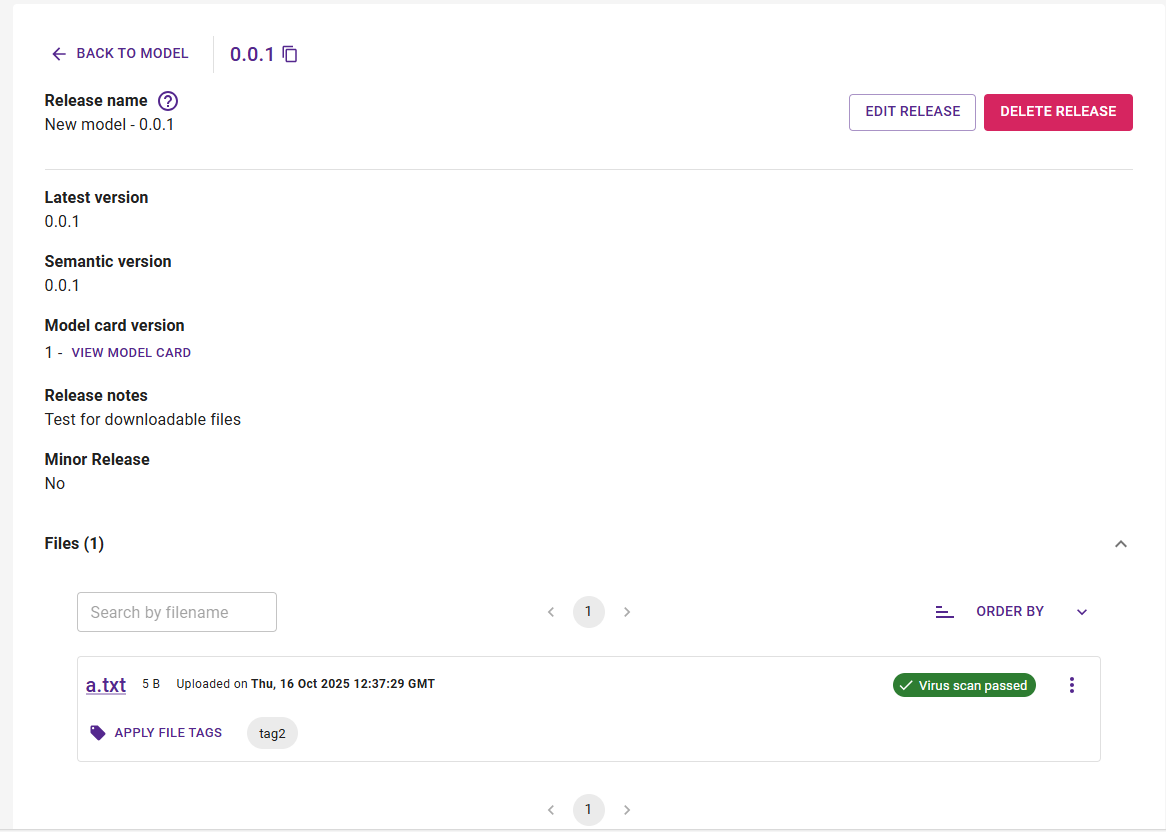 BACK TO MODEL
0.0.1
Release name
New model - 0.0.1
EDIT RELEASE
DELETE RELEASE
Latest version
0.0.1
Semantic version
0.0.1
Model card version
1 - VIEW MODEL CARD
Release notes
Test for downloadable files
Minor Release
No
Files (1)
Search by filename
1
ORDER BY
a.txt 5 B Uploaded on Thu, 16 Oct 2025 12:37:29 GMT
Virus scan passed
APPLY FILE TAGS
tag2
1